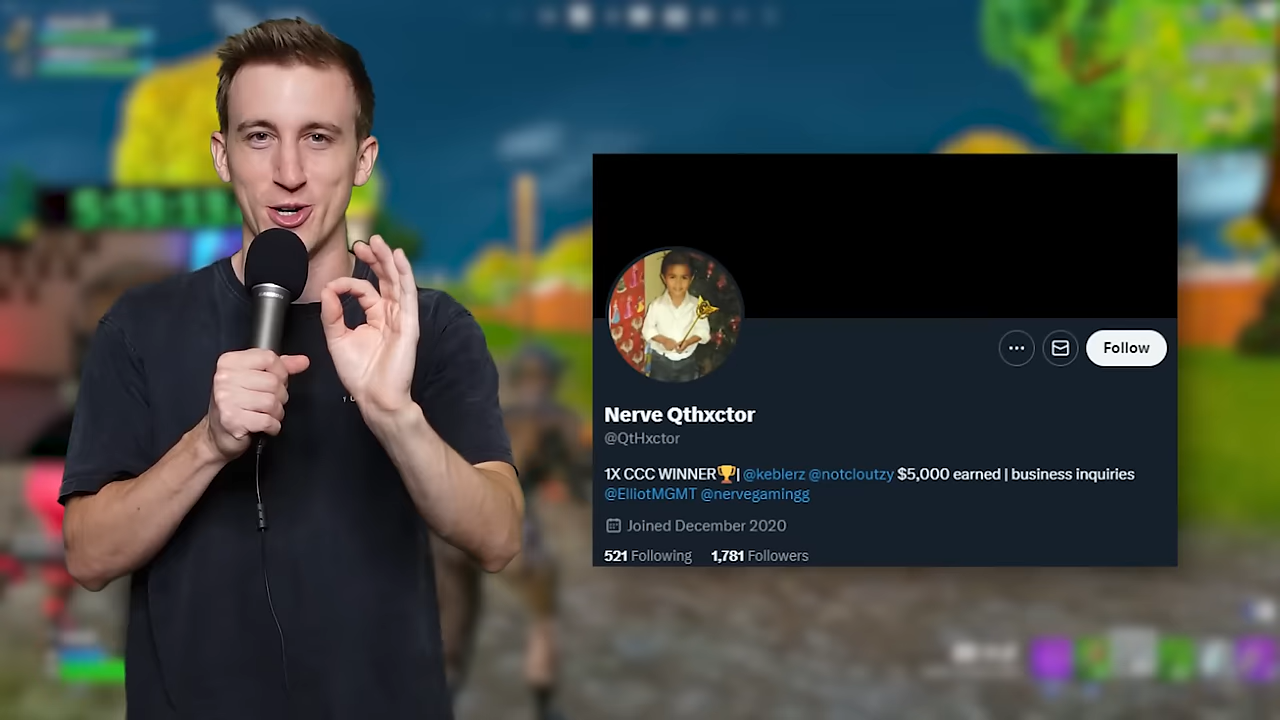 Follow
Nerve Qthxctor
@QtHxctor
1X CCC WINNER🏆| @keblerz @notcloutzy $5,000 earned | business inquiries
@ElliotMGMT @nervegamingg
Joined December 2020
521 Following 1,781 Followers